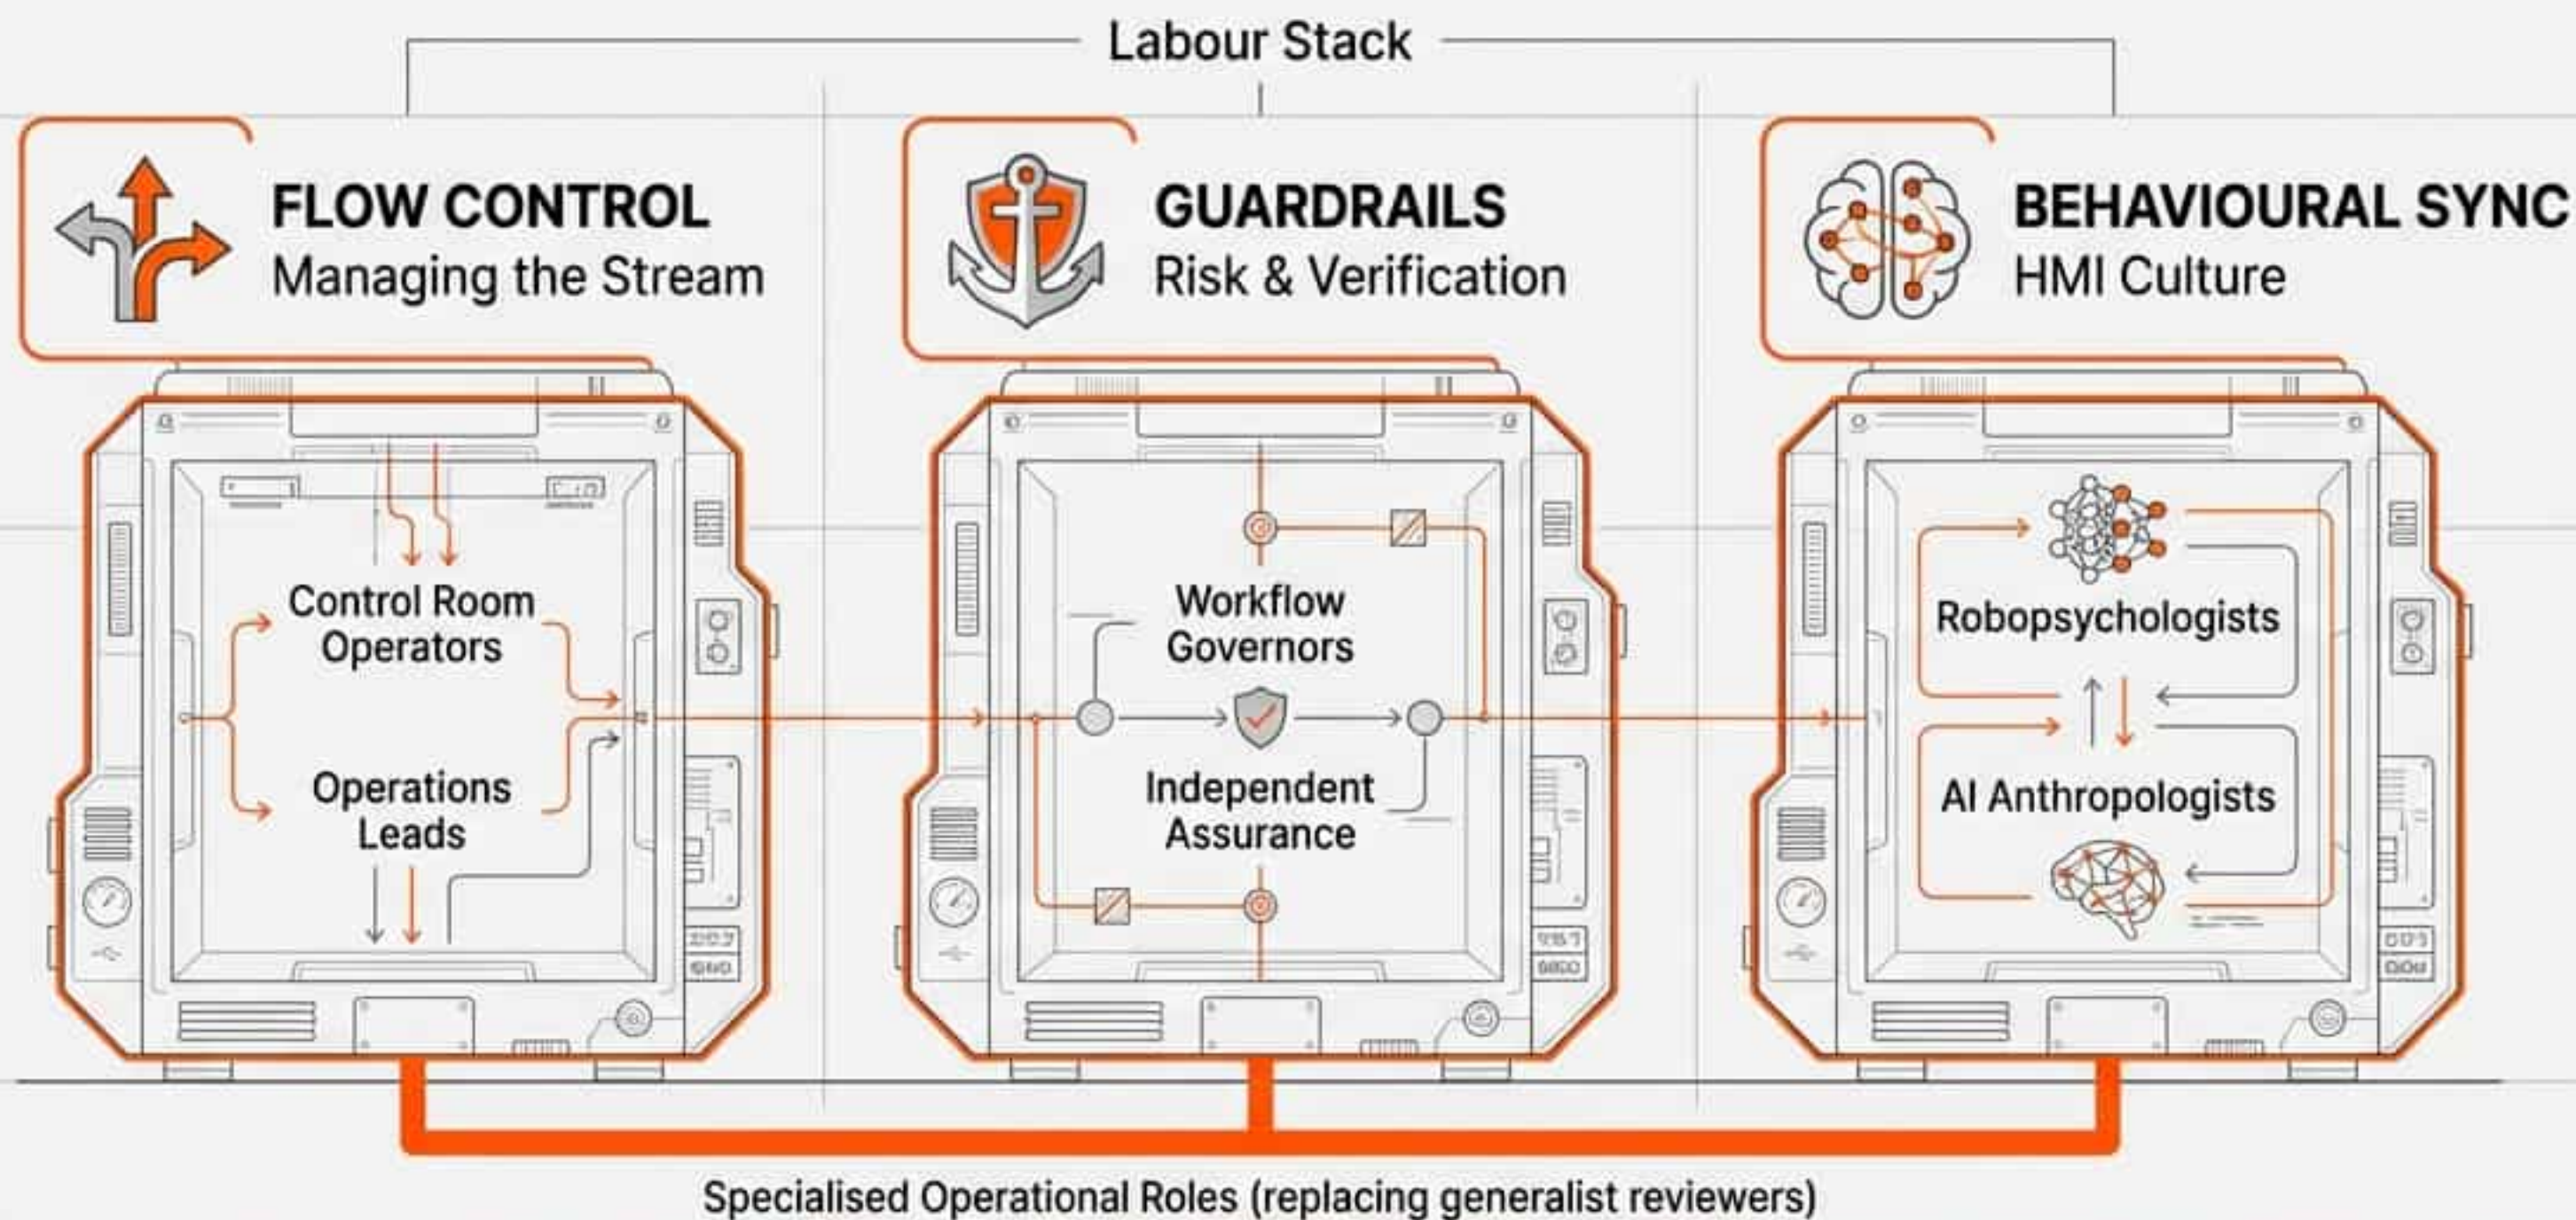 Labour Stack
FLOW CONTROL
Managing the Stream
GUARDRAILS
Risk & Verification
BEHAVIOURAL SYNC
HMI Culture
Control Room
Operators
Operations
Leads
Workflow
Governors
Independent
Assurance
Robopsychologists
AI Anthropologists
Specialised Operational Roles (replacing generalist reviewers)